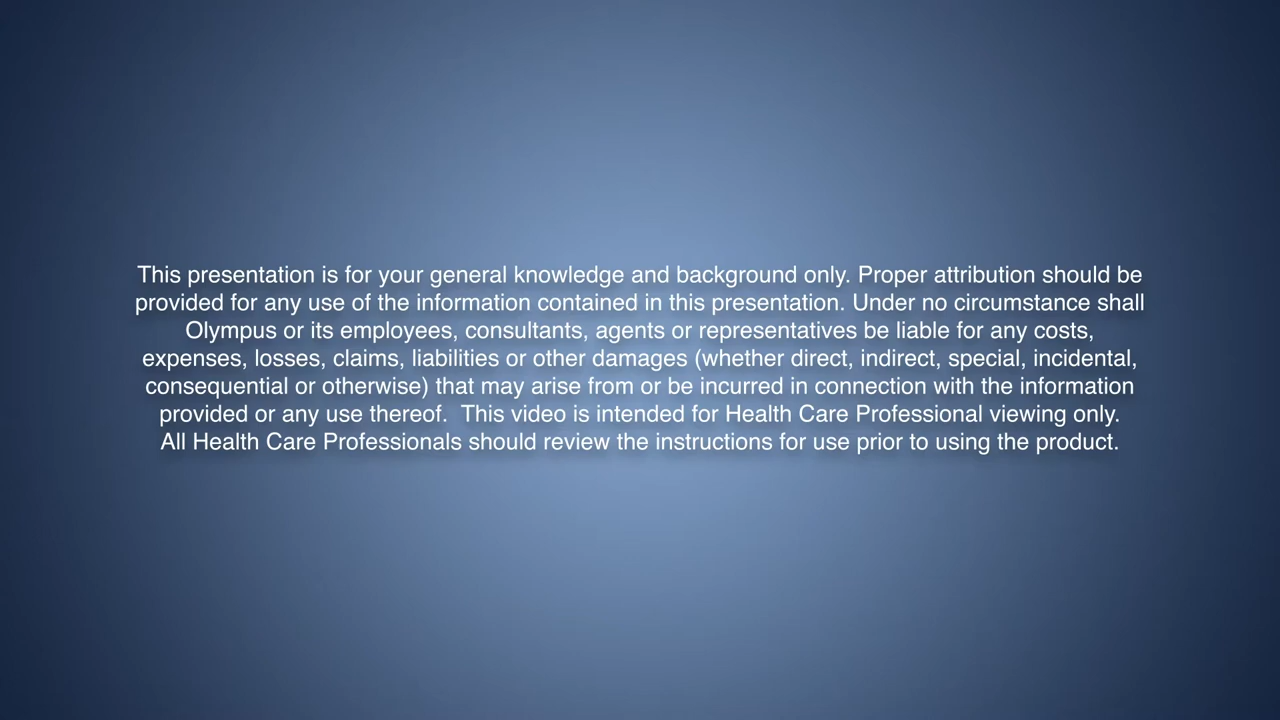 This presentation is for your general knowledge and background only. Proper attribution should be
provided for any use of the information contained in this presentation. Under no circumstance shall
Olympus or its employees, consultants, agents or representatives be liable for any costs,
expenses, losses, claims, liabilities or other damages (whether direct, indirect, special, incidental,
consequential or otherwise) that may arise from or be incurred in connection with the information
provided or any use thereof.  This video is intended for Health Care Professional viewing only.
All Health Care Professionals should review the instructions for use prior to using the product.